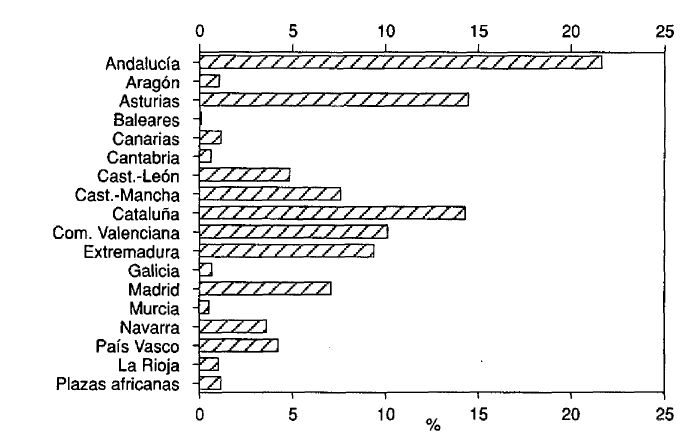 0 5 10 15 20 25
Andalucía
Aragón
Asturias
Baleares
Canarias
Cantabria
Cast.-León
Cast.-Mancha
Cataluña
Com. Valenciana
Extremadura
Galicia
Madrid
Murcia
Navarra
País Vasco
La Rioja
Plazas africanas
0 5 10 15 20 25
%